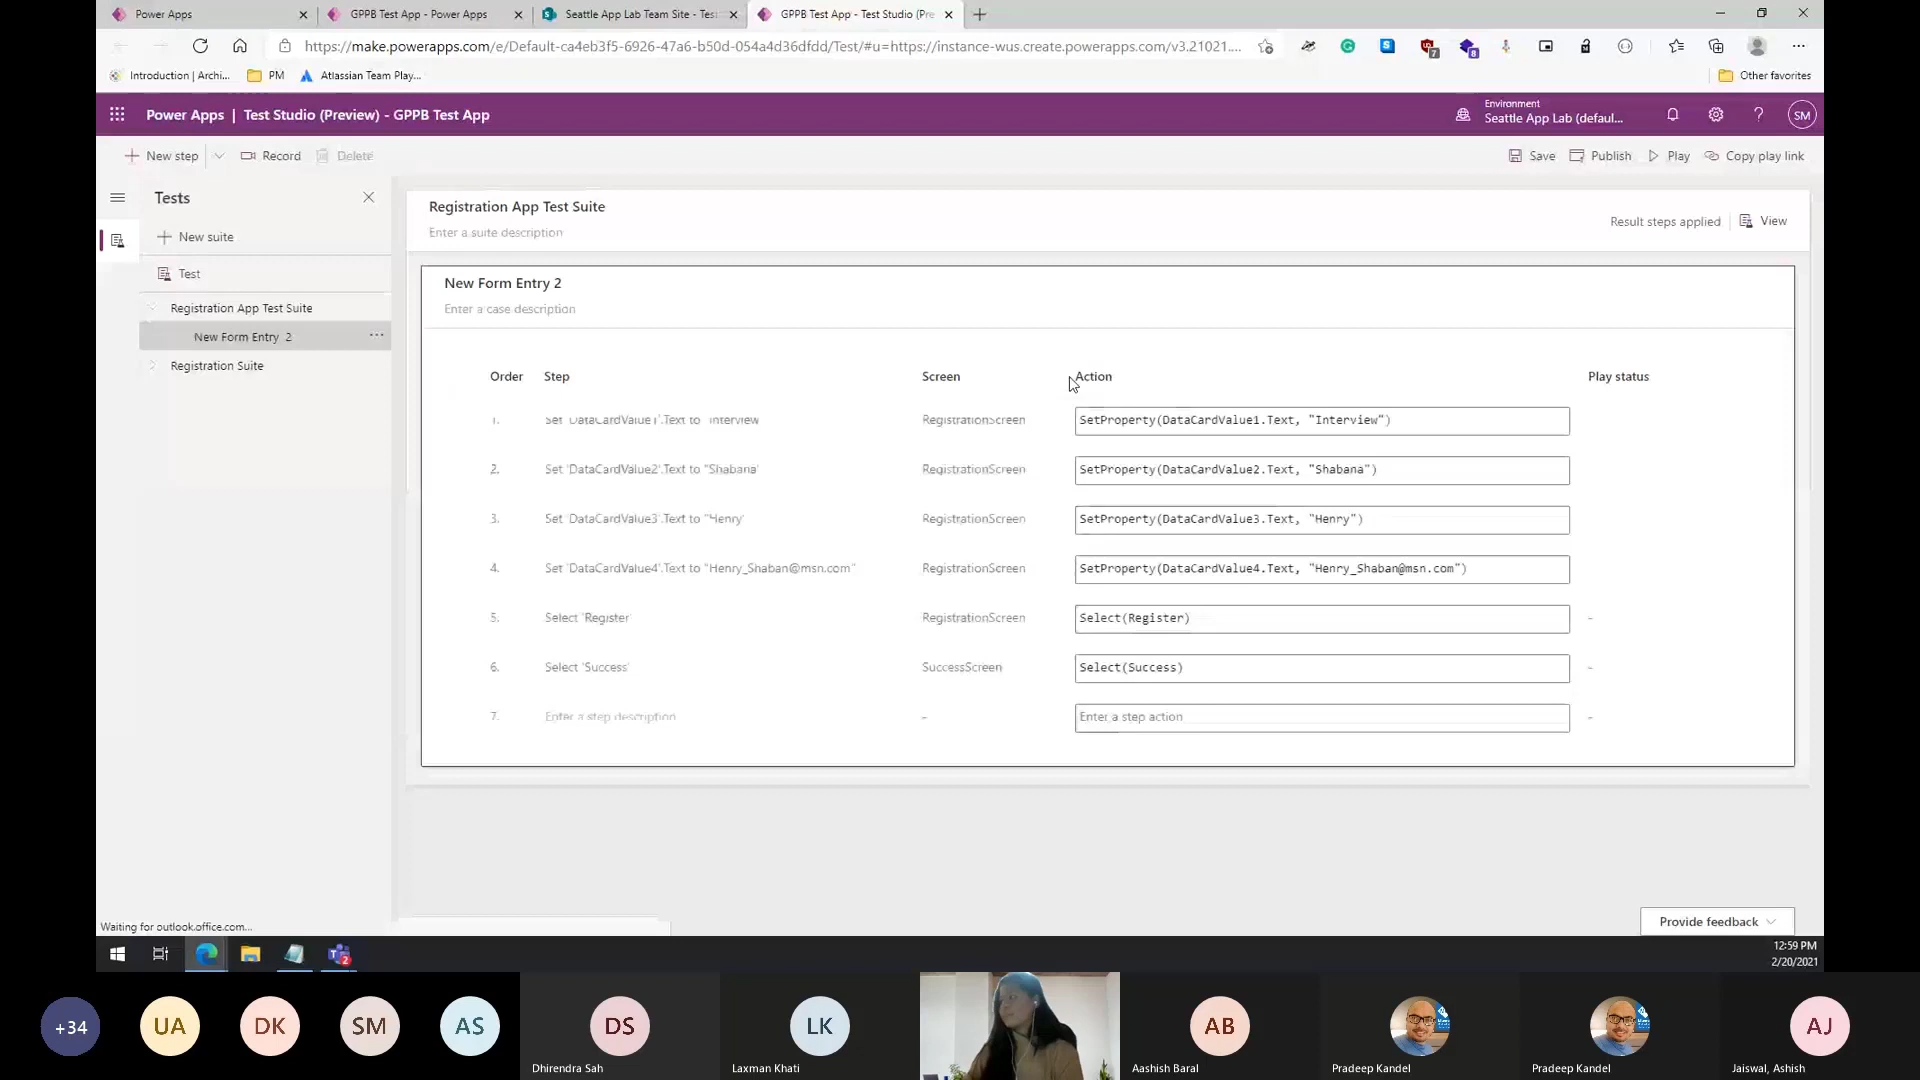 Power Apps
GPPB Test App - Power Apps
Seattle App Lab Team Site - Tes
GPPB Test App - Test Studio (Pre
https://make.powerapps.com/e/Default-ca4eb3f5-6926-47a6-b50d-054a4d36dfdd/Test/#u=https://instance-wus.create.powerapps.com/v3.21021....
7
8
Introduction | Archi...
PM
Atlassian Team Play...
Other favorites
Power Apps | Test Studio (Preview) - GPPB Test App
Environment
Seattle App Lab (defaul...
?
SM
New step
Record
Delete
Save
Publish
Play
Copy play link
Tests
New suite
Test
Registration App Test Suite
New Form Entry 2
Registration Suite
Registration App Test Suite
Enter a suite description
Result steps applied
View
New Form Entry 2
Enter a case description
Order Step Screen Action Play status
1. Set 'DataCardValue1'.Text to "Interview RegistrationScreen SetProperty(DataCardValue1.Text, "Interview")
2. Set 'DataCardValue2'.Text to "Shabana" RegistrationScreen SetProperty(DataCardValue2.Text, "Shabana")
3. Set 'DataCardValue3'.Text to "Henry" RegistrationScreen SetProperty(DataCardValue3.Text, "Henry")
4. Set 'DataCardValue4'.Text to "Henry_Shaban@msn.com" RegistrationScreen SetProperty(DataCardValue4.Text, "Henry_Shaban@msn.com")
5. Select 'Register' RegistrationScreen Select(Register) -
6. Select 'Success' SuccessScreen Select(Success) -
7. Enter a step description - Enter a step action -
Provide feedback
Waiting for outlook.office.com...
2
12:59 PM
2/20/2021
+34
UA
DK
SM
AS
DS
LK
AB
AJ
Dhirendra Sah
Laxman Khati
Aashish Baral
Pradeep Kandel
Pradeep Kandel
Jaiswal, Ashish